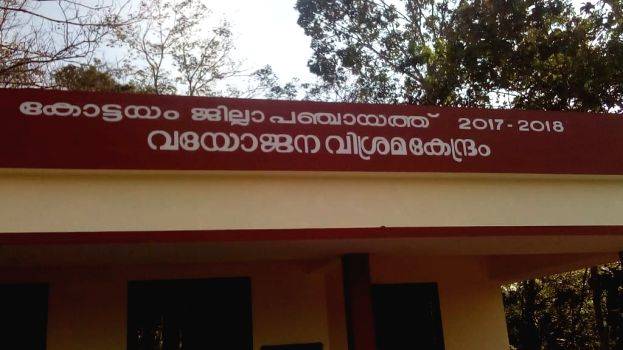 കോട്ടയം ജില്ലാ പഞ്ചായത്ത് 2017-2018
വയോജന വിശ്രമകേന്ദ്രം